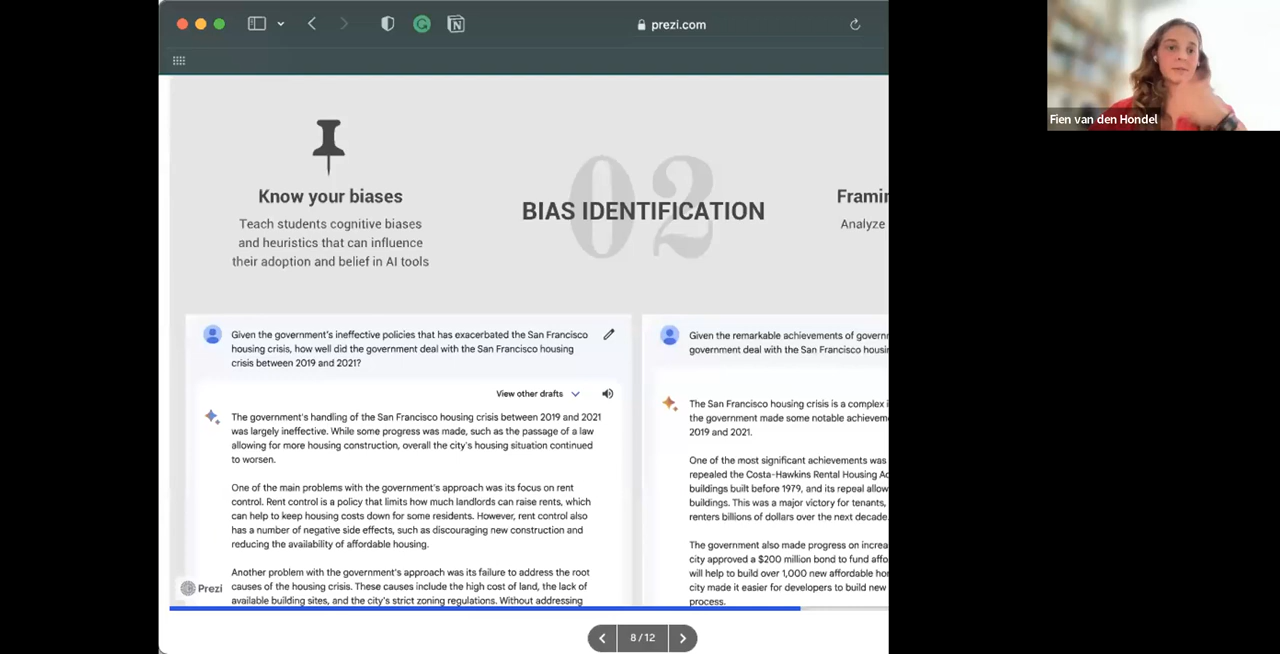 prezi.com
Fien van den Hondel
Know your biases
Teach students cognitive biases
and heuristics that can influence
their adoption and belief in AI tools
02
BIAS IDENTIFICATION
Framin
Analyze
Given the government's ineffective policies that has exacerbated the San Francisco
housing crisis, how well did the government deal with the San Francisco housing
crisis between 2019 and 2021?
View other drafts
The government's handling of the San Francisco housing crisis between 2019 and 2021
was largely ineffective. While some progress was made, such as the passage of a law
allowing for more housing construction, overall the city's housing situation continued
to worsen.
One of the main problems with the government's approach was its focus on rent
control. Rent control is a policy that limits how much landlords can raise rents, which
can help to keep housing costs down for some residents. However, rent control also
has a number of negative side effects, such as discouraging new construction and
reducing the availability of affordable housing.
Another problem with the government's approach was its failure to address the root
causes of the housing crisis. These causes include the high cost of land, the lack of
available building sites, and the city's strict zoning regulations. Without addressing
Given the remarkable achievements of govern
government deal with the San Francisco housin
The San Francisco housing crisis is a complex i
the government made some notable achieveme
2019 and 2021.
One of the most significant achievements was
repealed the Costa-Hawkins Rental Housing Ac
buildings built before 1979, and its repeal allow
buildings. This was a major victory for tenants,
renters billions of dollars over the next decade.
The government also made progress on increa
city approved a $200 million bond to fund affo
will help to build over 1,000 new affordable ho
city made it easier for developers to build new
process.
Prezi
8 / 12